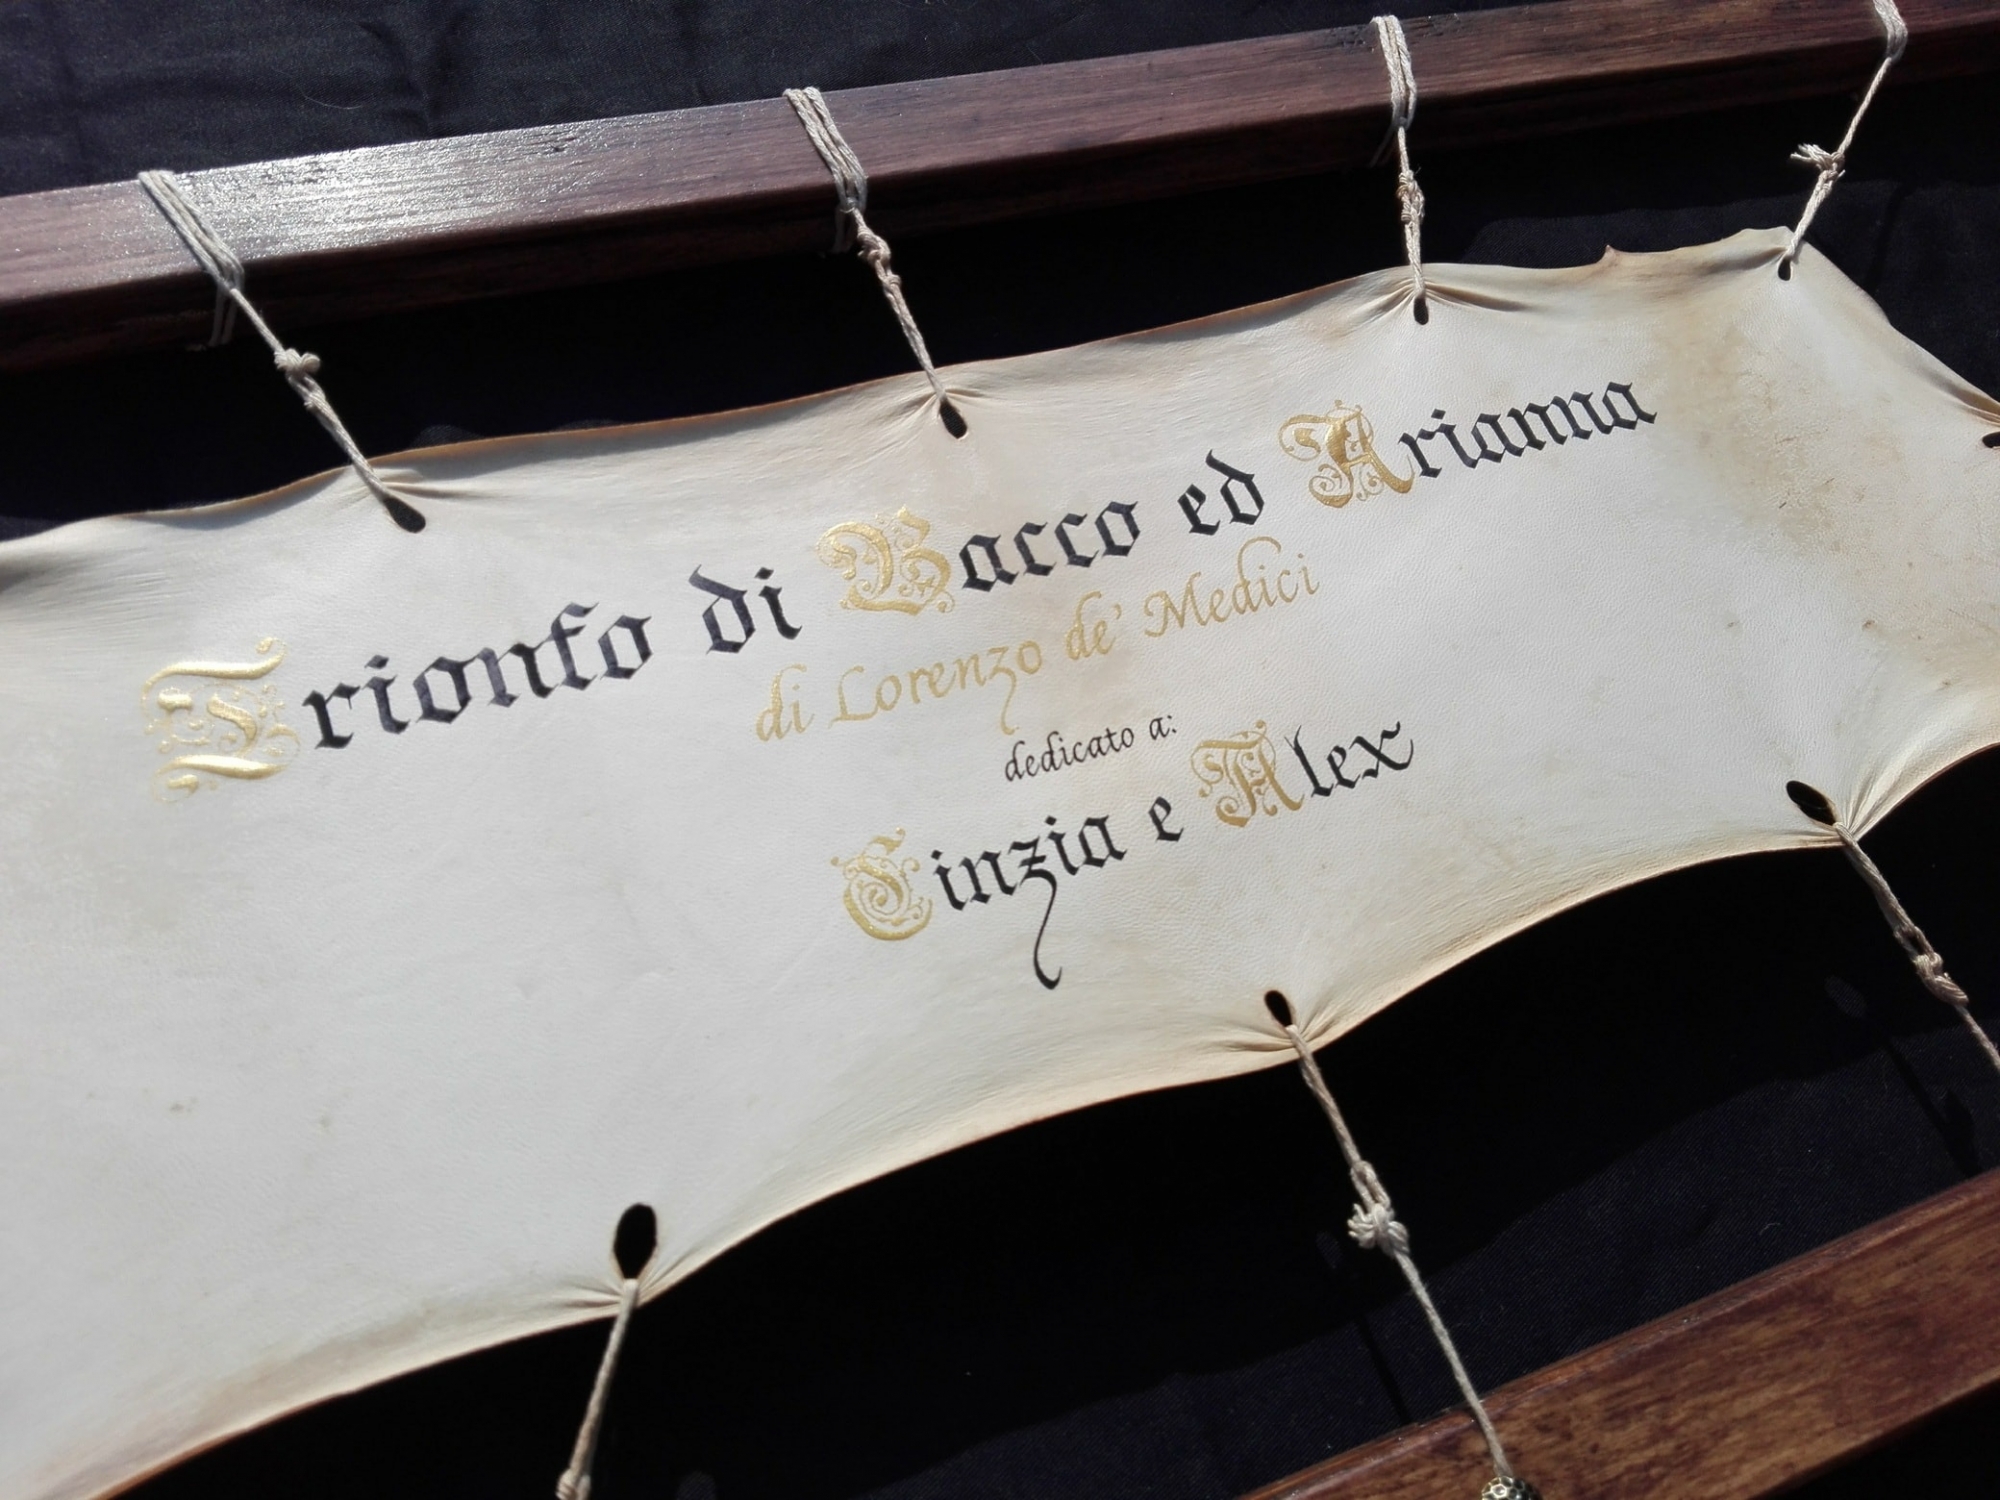 Trionfo di Bacco ed Arianna
di Lorenzo de' Medici
dedicato a:
Cinzia e Alex